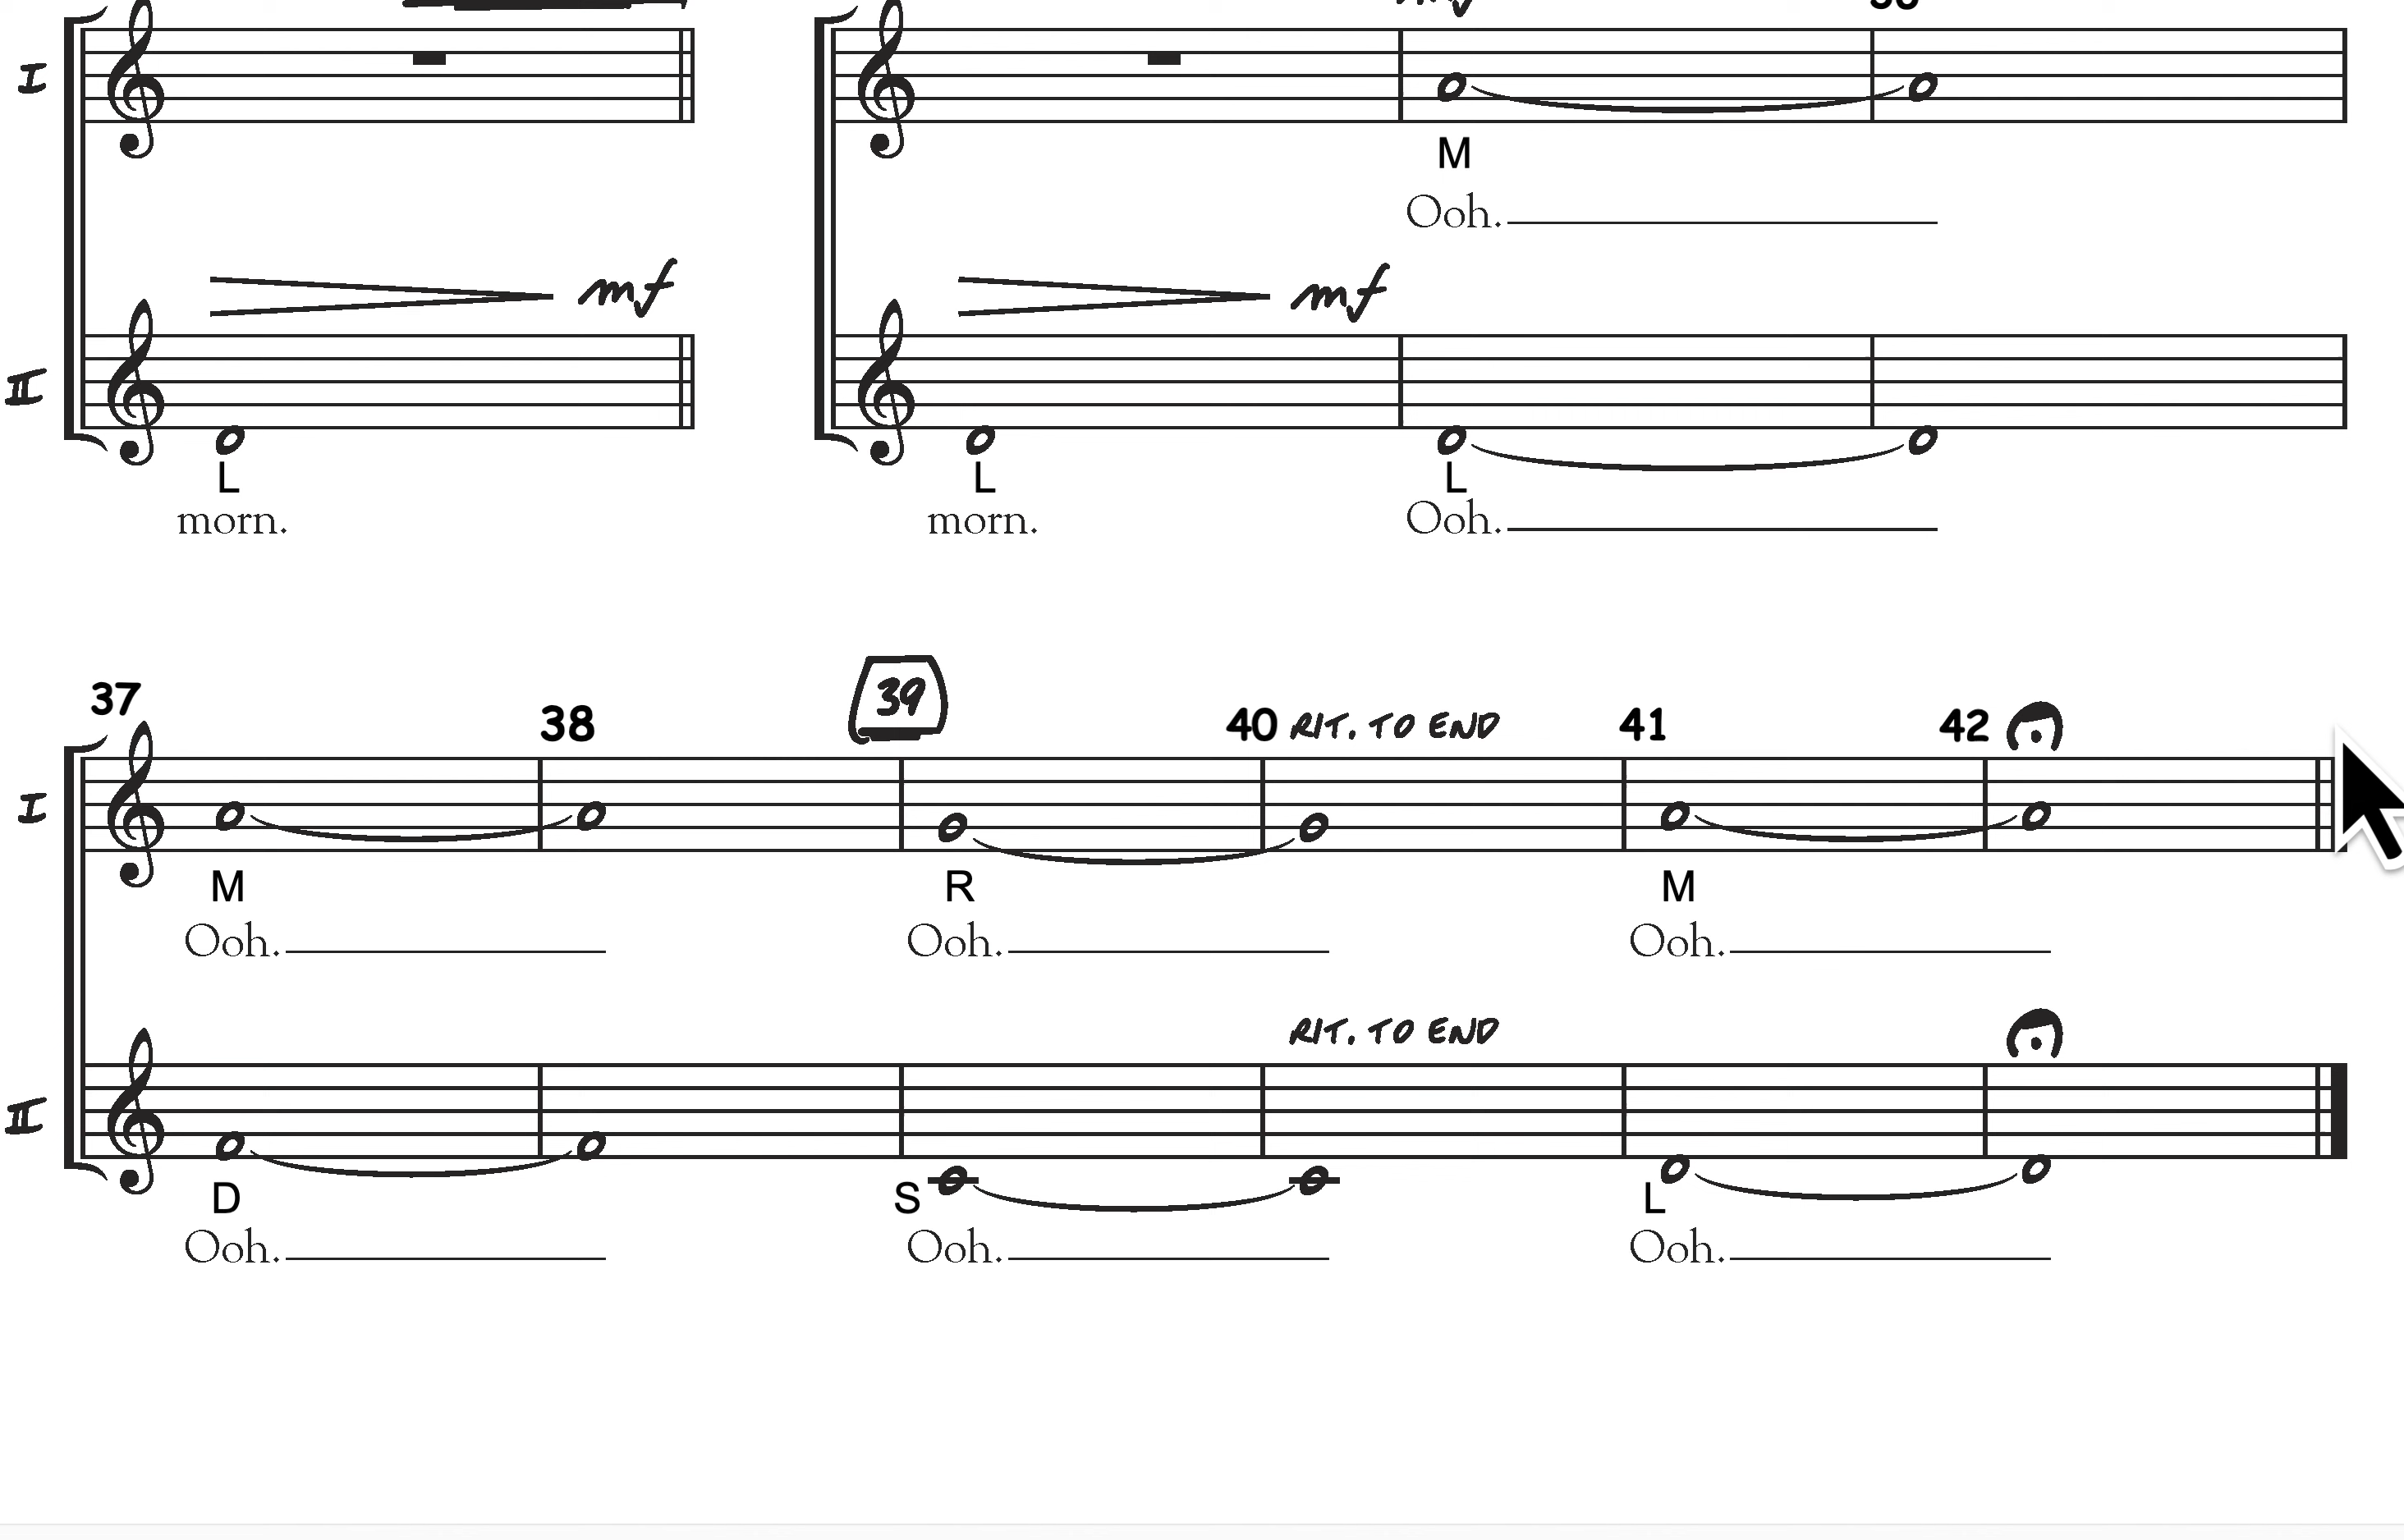 I
M
Ooh.
mf mf
II
L L L
morn. morn. Ooh.
37 38 39 40 RIT. TO END 41 42
I
M R M
Ooh. Ooh. Ooh.
RIT. TO END
II
D S L
Ooh. Ooh. Ooh.